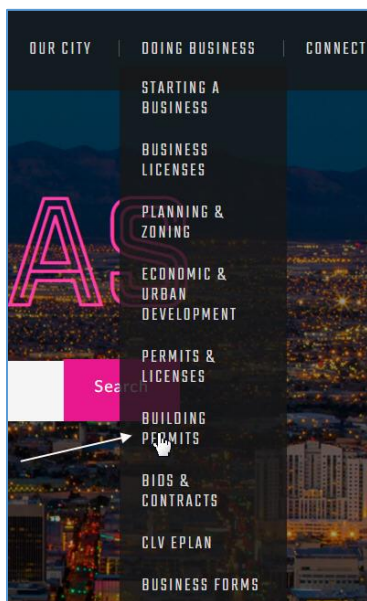 OUR CITY | DOING BUSINESS | CONNECT
STARTING A
BUSINESS
BUSINESS
LICENSES
PLANNING &
ZONING
AS
ECONOMIC &
URBAN
DEVELOPMENT
PERMITS &
LICENSES
Search
BUILDING
PERMITS
BIDS &
CONTRACTS
CLV EPLAN
BUSINESS FORMS